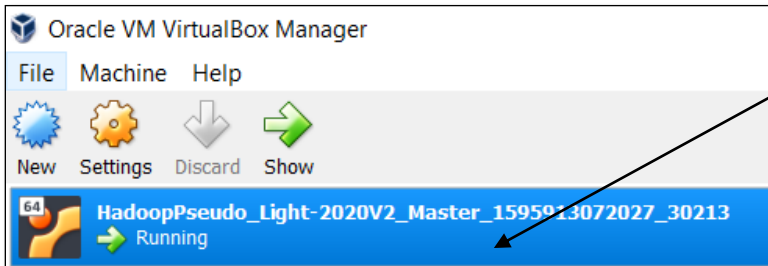 Oracle VM VirtualBox Manager
File Machine Help
New Settings Discard Show
64
HadoopPseudo_Light-2020V2_Master_1595913072027_30213
Running